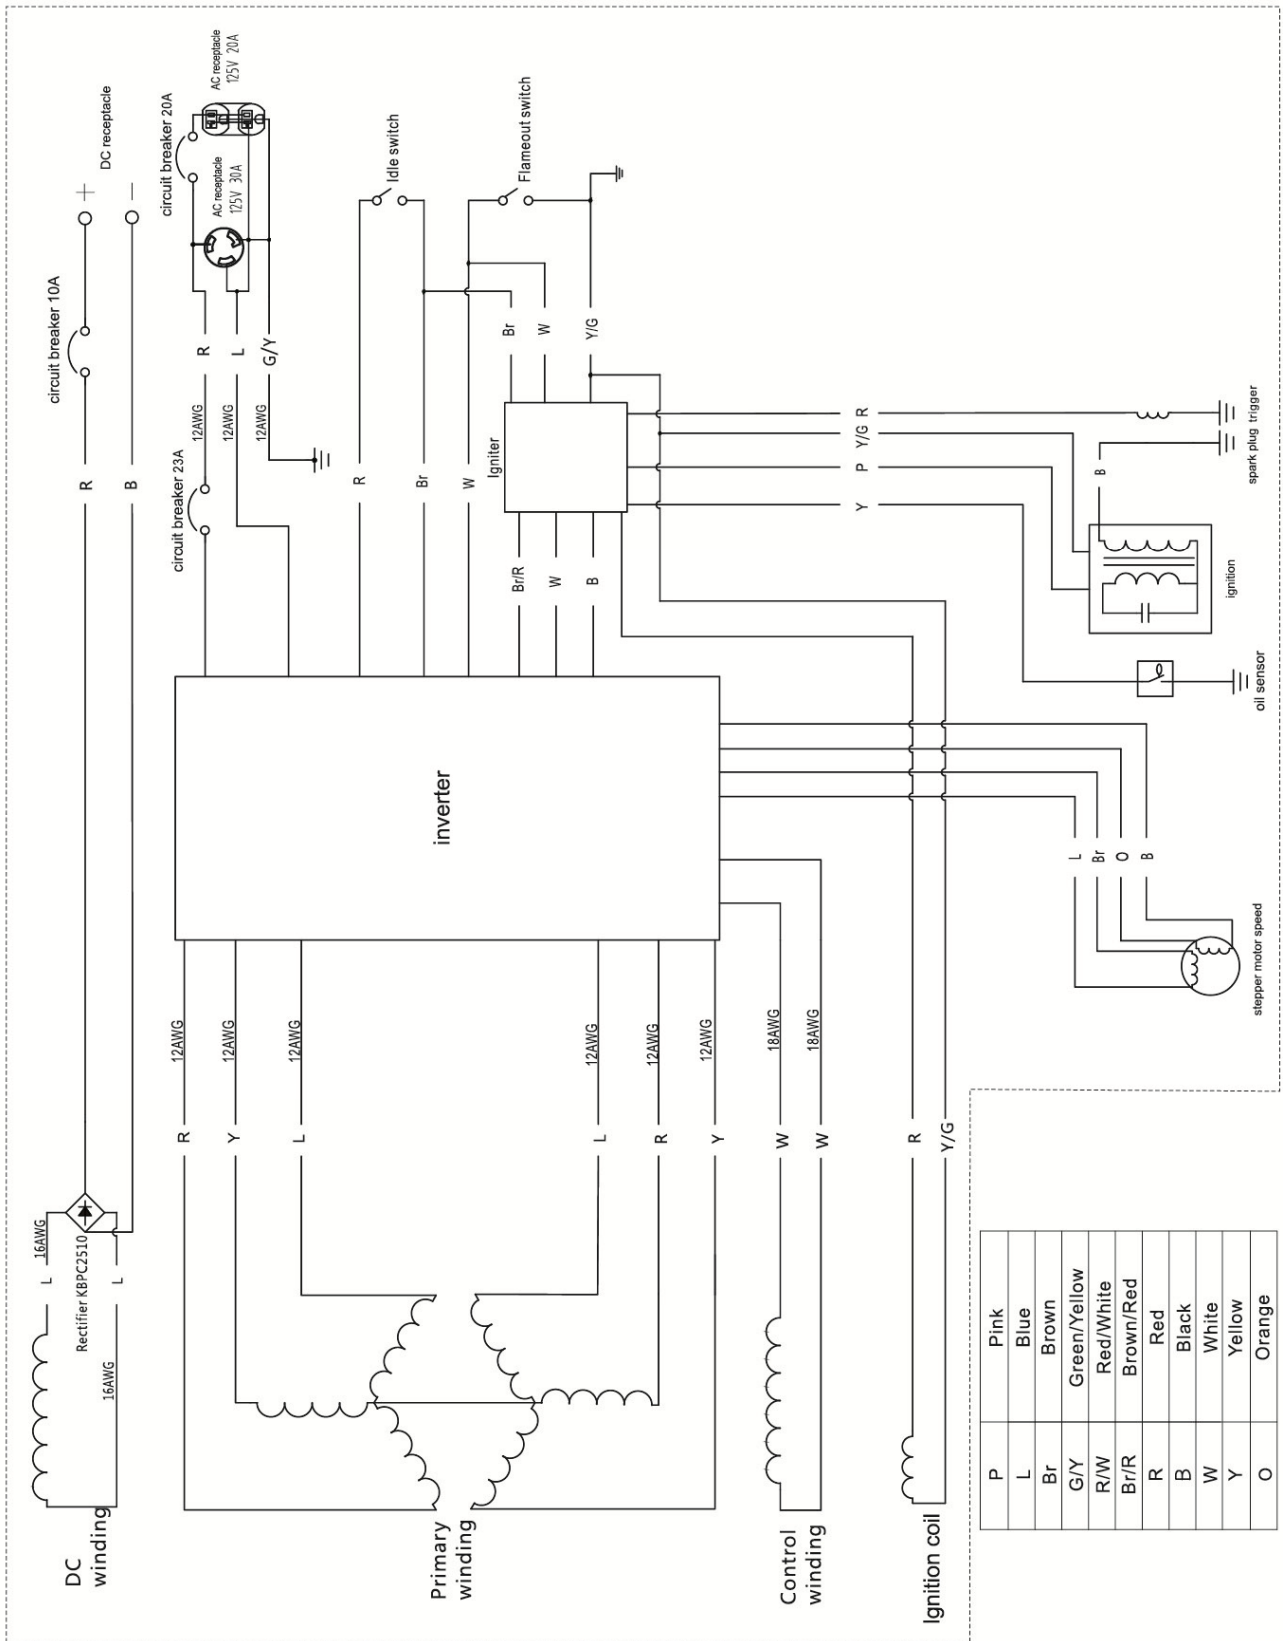 DC
winding
L
16AWG
Rectifier KBPC2510
16AWG
L
R
B
circuit breaker 10A
+
−
DC receptacle
Primary
winding
R
12AWG
Y
12AWG
L
12AWG
L
12AWG
R
12AWG
Y
12AWG
inverter
circuit breaker 23A
12AWG
R
12AWG
L
12AWG
G/Y
circuit breaker 20A
AC receptacle
125V 30A
AC receptacle
125V 20A
R
Br
W
Idle switch
Flameout switch
Br/R
W
B
Igniter
Br
W
Y/G
Control
winding
W
18AWG
W
18AWG
Ignition coil
R
Y/G
stepper motor speed
L
Br
O
B
oil sensor
Y
P
Y/G
R
ignition
B
spark plug trigger
P Pink
L Blue
Br Brown
G/Y Green/Yellow
R/W Red/White
Br/R Brown/Red
R Red
B Black
W White
Y Yellow
O Orange